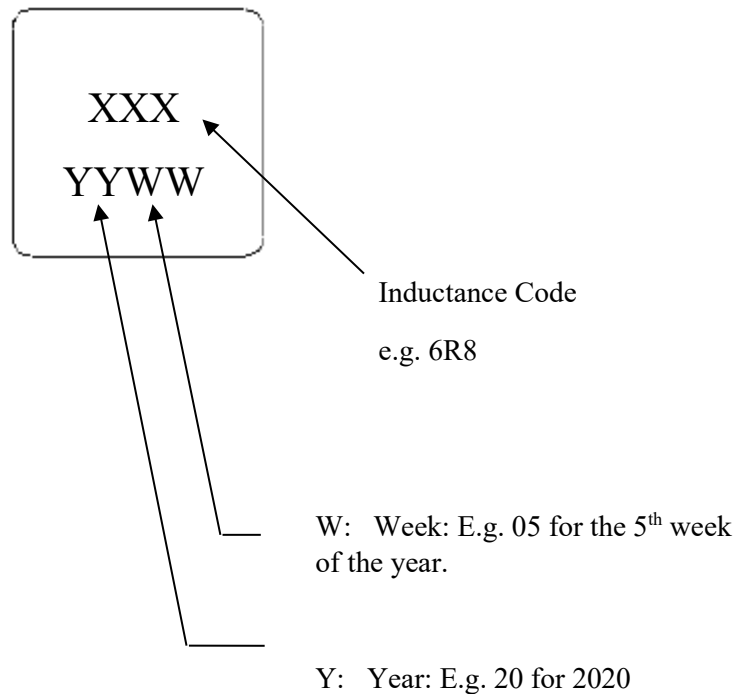 XXX
YYWW
Inductance Code
e.g. 6R8
W: Week: E.g. 05 for the 5th week
of the year.
Y: Year: E.g. 20 for 2020